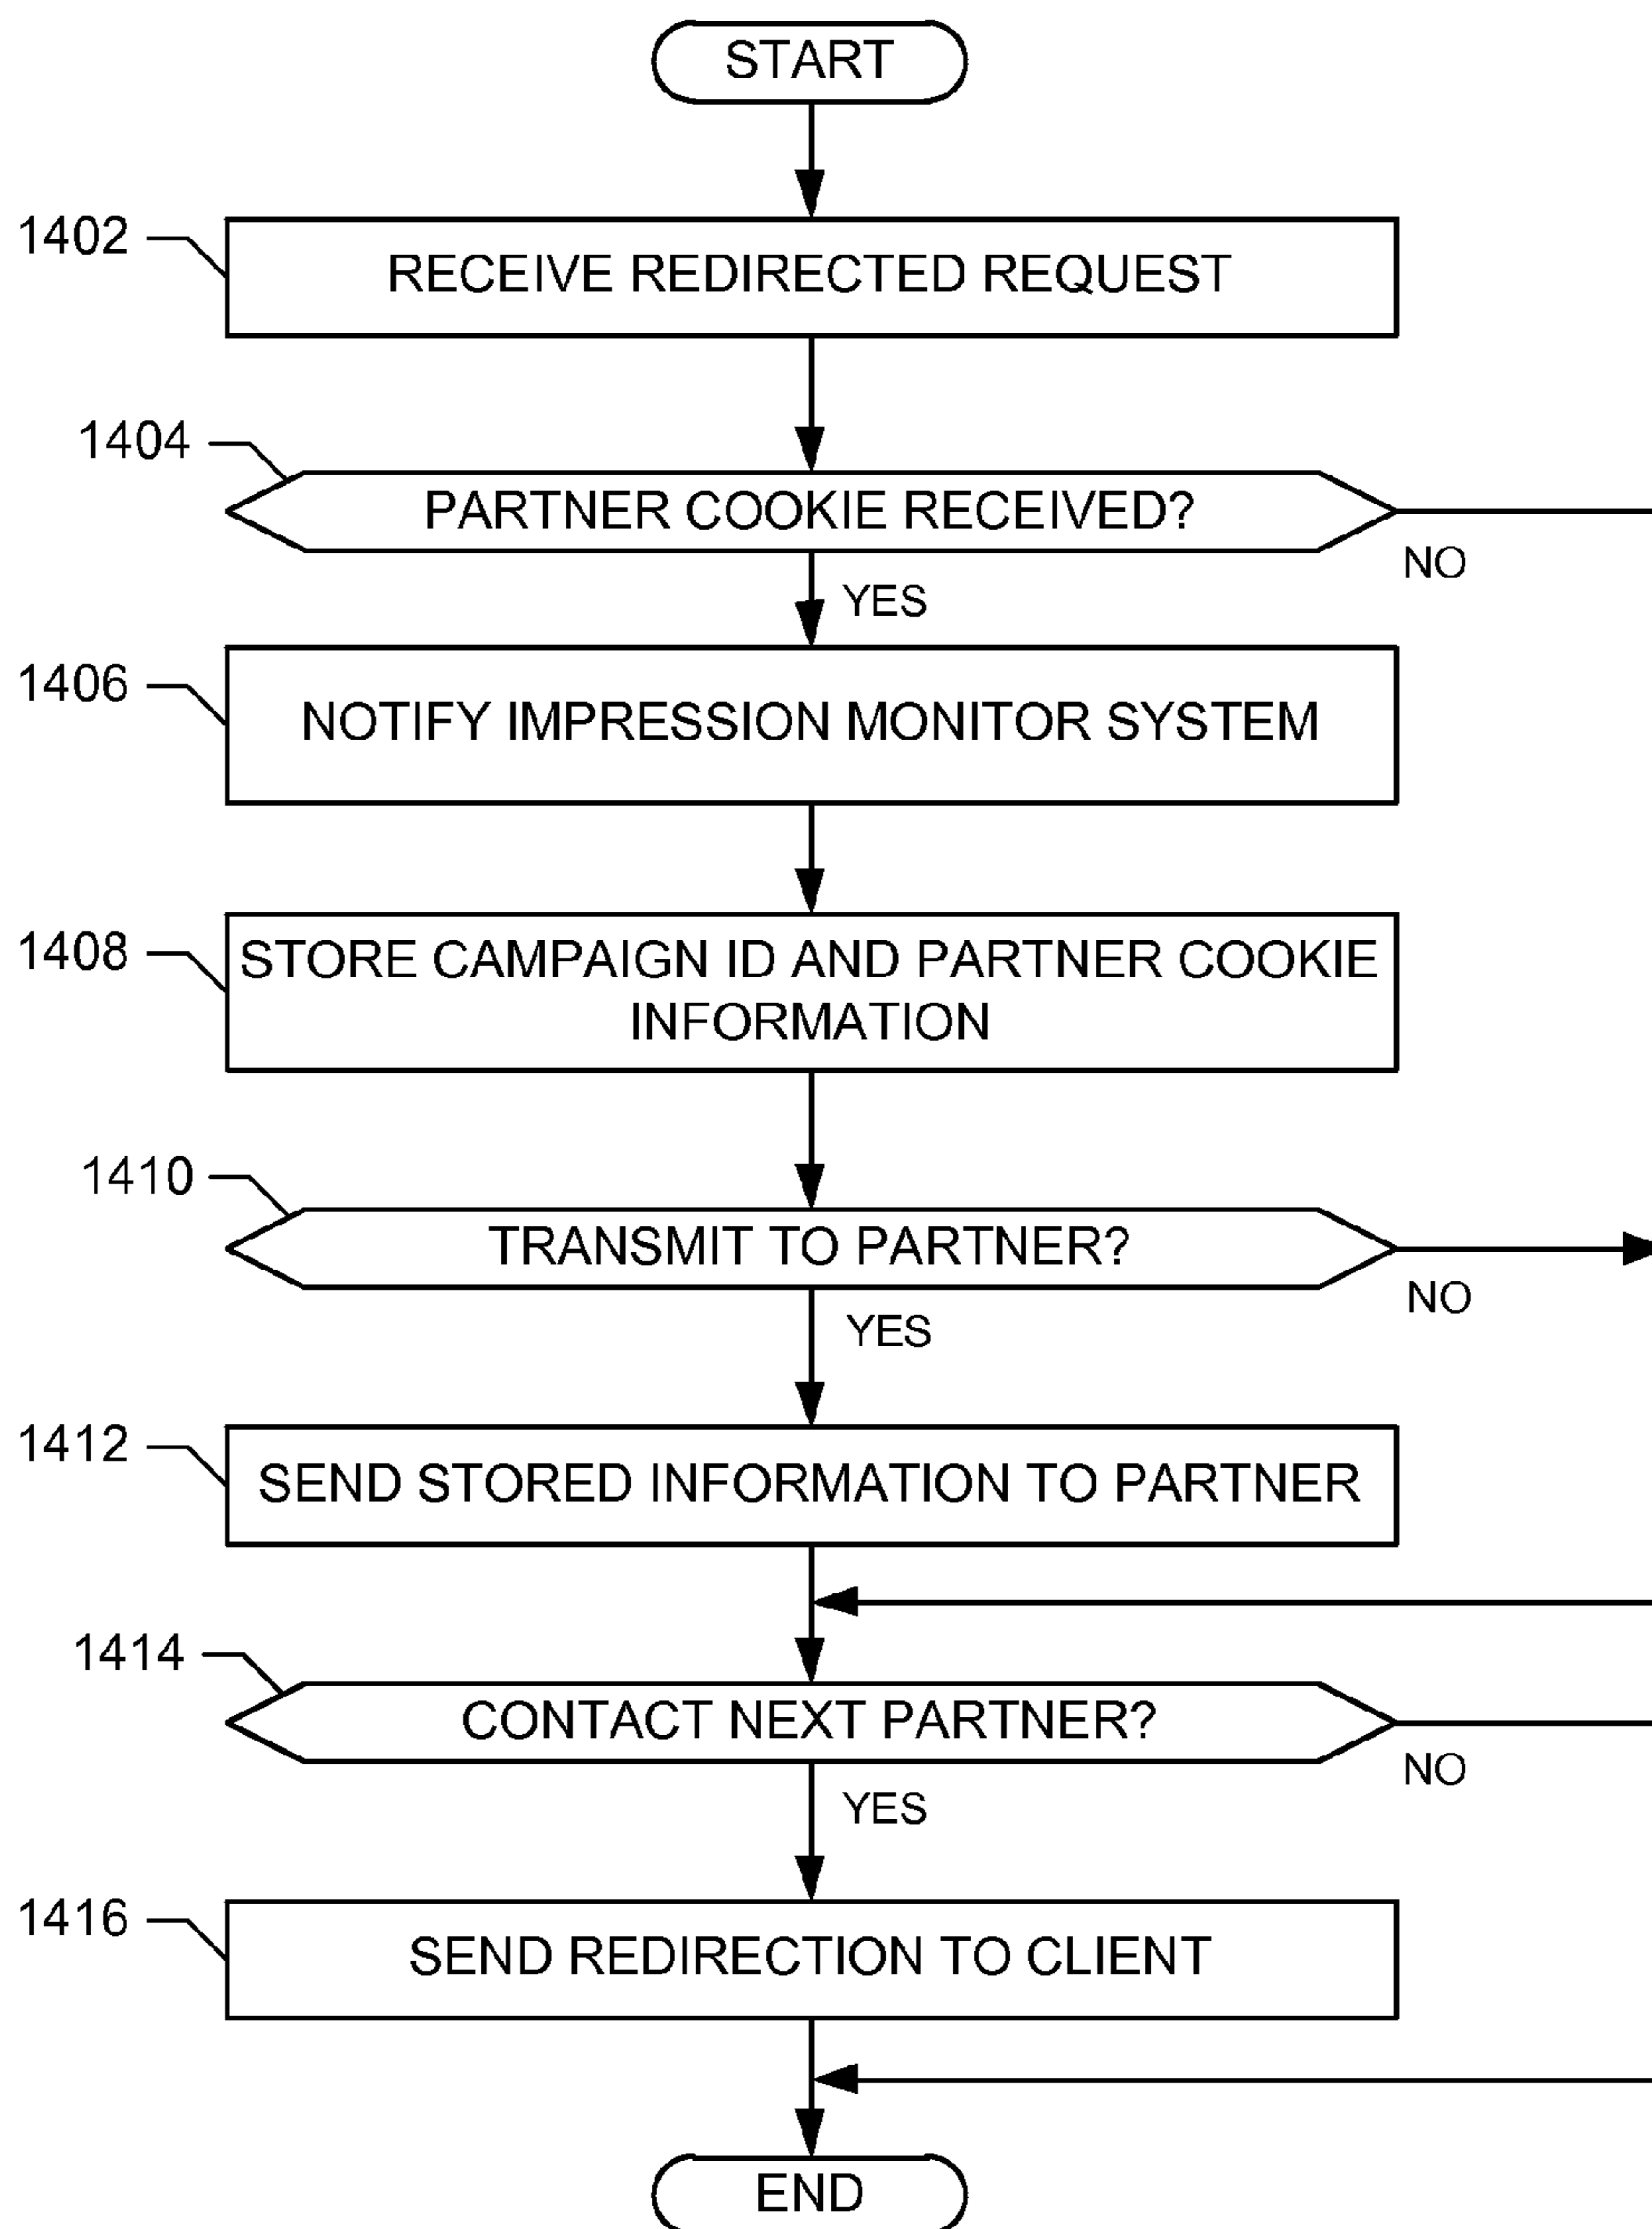 START
1402
RECEIVE REDIRECTED REQUEST
1404
PARTNER COOKIE RECEIVED?
NO
YES
1406
NOTIFY IMPRESSION MONITOR SYSTEM
1408
STORE CAMPAIGN ID AND PARTNER COOKIE
INFORMATION
1410
TRANSMIT TO PARTNER?
NO
YES
1412
SEND STORED INFORMATION TO PARTNER
1414
CONTACT NEXT PARTNER?
NO
YES
1416
SEND REDIRECTION TO CLIENT
END